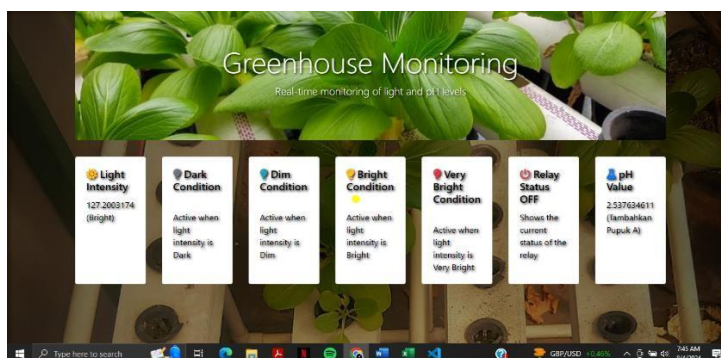 Greenhouse Monitoring
Real-time monitoring of light and pH levels
Light
Intensity
127.2003174
(Bright)
Dark
Condition
Active when
light
intensity is
Dark
Dim
Condition
Active when
light
intensity is
Dim
Bright
Condition
Active when
light
intensity is
Bright
Very
Bright
Condition
Active when
light
intensity is
Very Bright
Relay
Status
OFF
Shows the
current
status of the
relay
pH
Value
2.537634611
(Tambahkan
Pupuk A)
Type here to search
GBP/USD +0.46%
7:45 AM